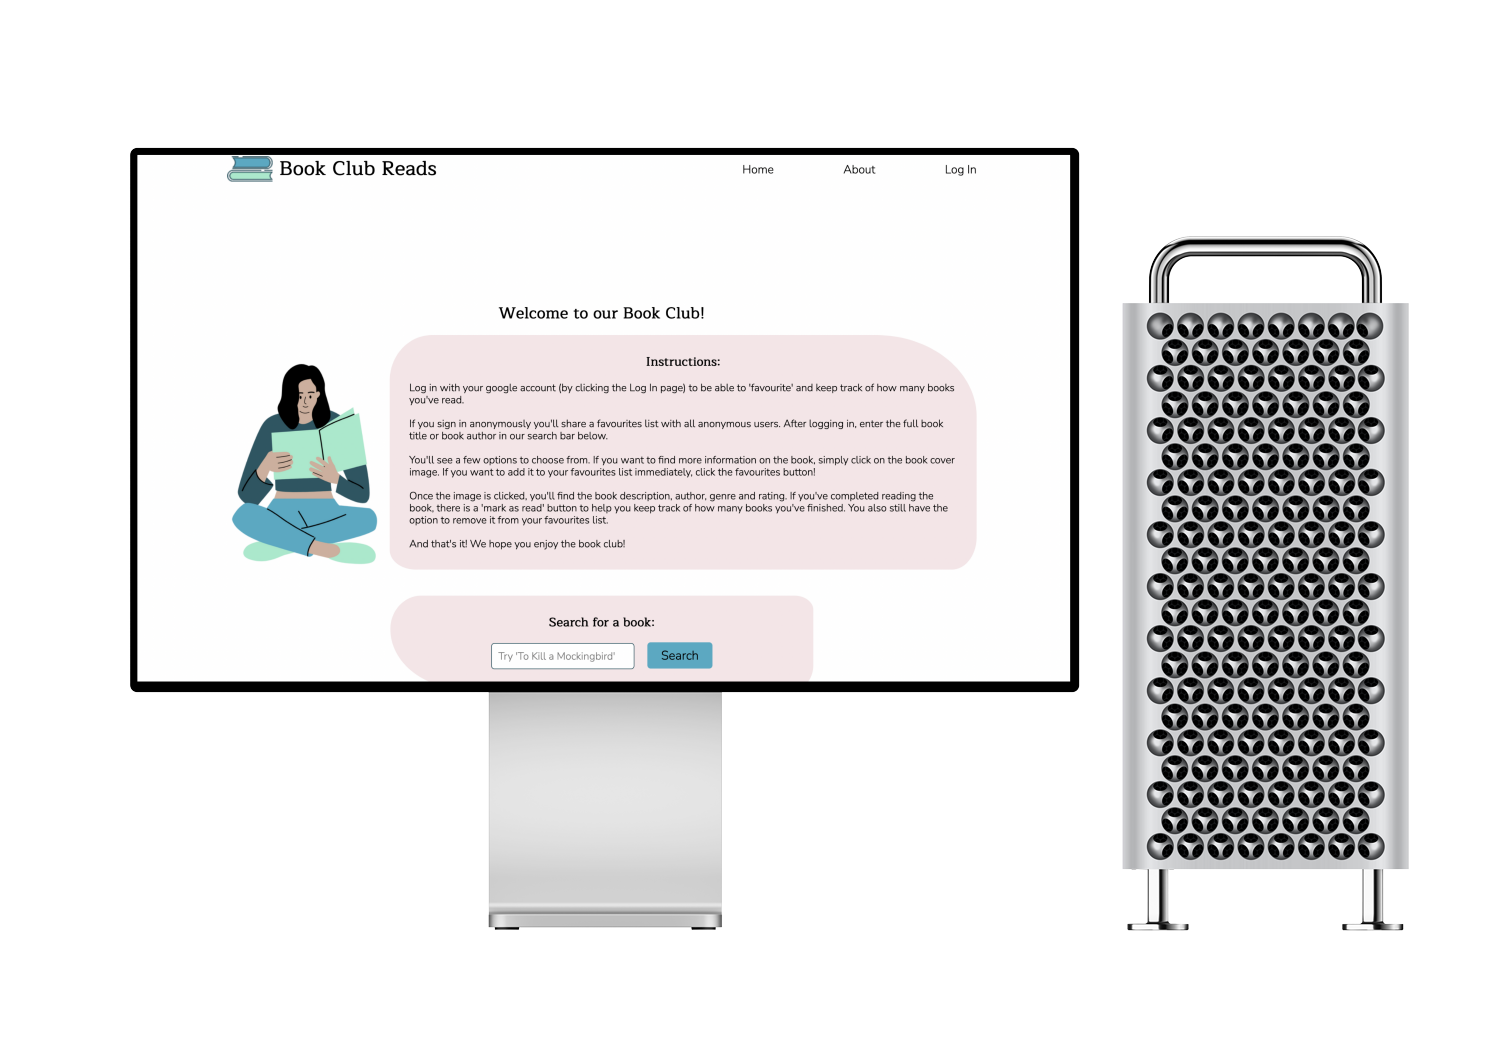 Book Club Reads
Home About Log In
Welcome to our Book Club!
Instructions:
Log in with your google account (by clicking the Log In page) to be able to 'favourite' and keep track of how many books
you've read.
If you sign in anonymously you'll share a favourites list with all anonymous users. After logging in, enter the full book
title or book author in our search bar below.
You'll see a few options to choose from. If you want to find more information on the book, simply click on the book cover
image. If you want to add it to your favourites list immediately, click the favourites button!
Once the image is clicked, you'll find the book description, author, genre and rating. If you've completed reading the
book, there is a 'mark as read' button to help you keep track of how many books you've finished. You also still have the
option to remove it from your favourites list.
And that's it! We hope you enjoy the book club!
Search for a book:
Try 'To Kill a Mockingbird' Search